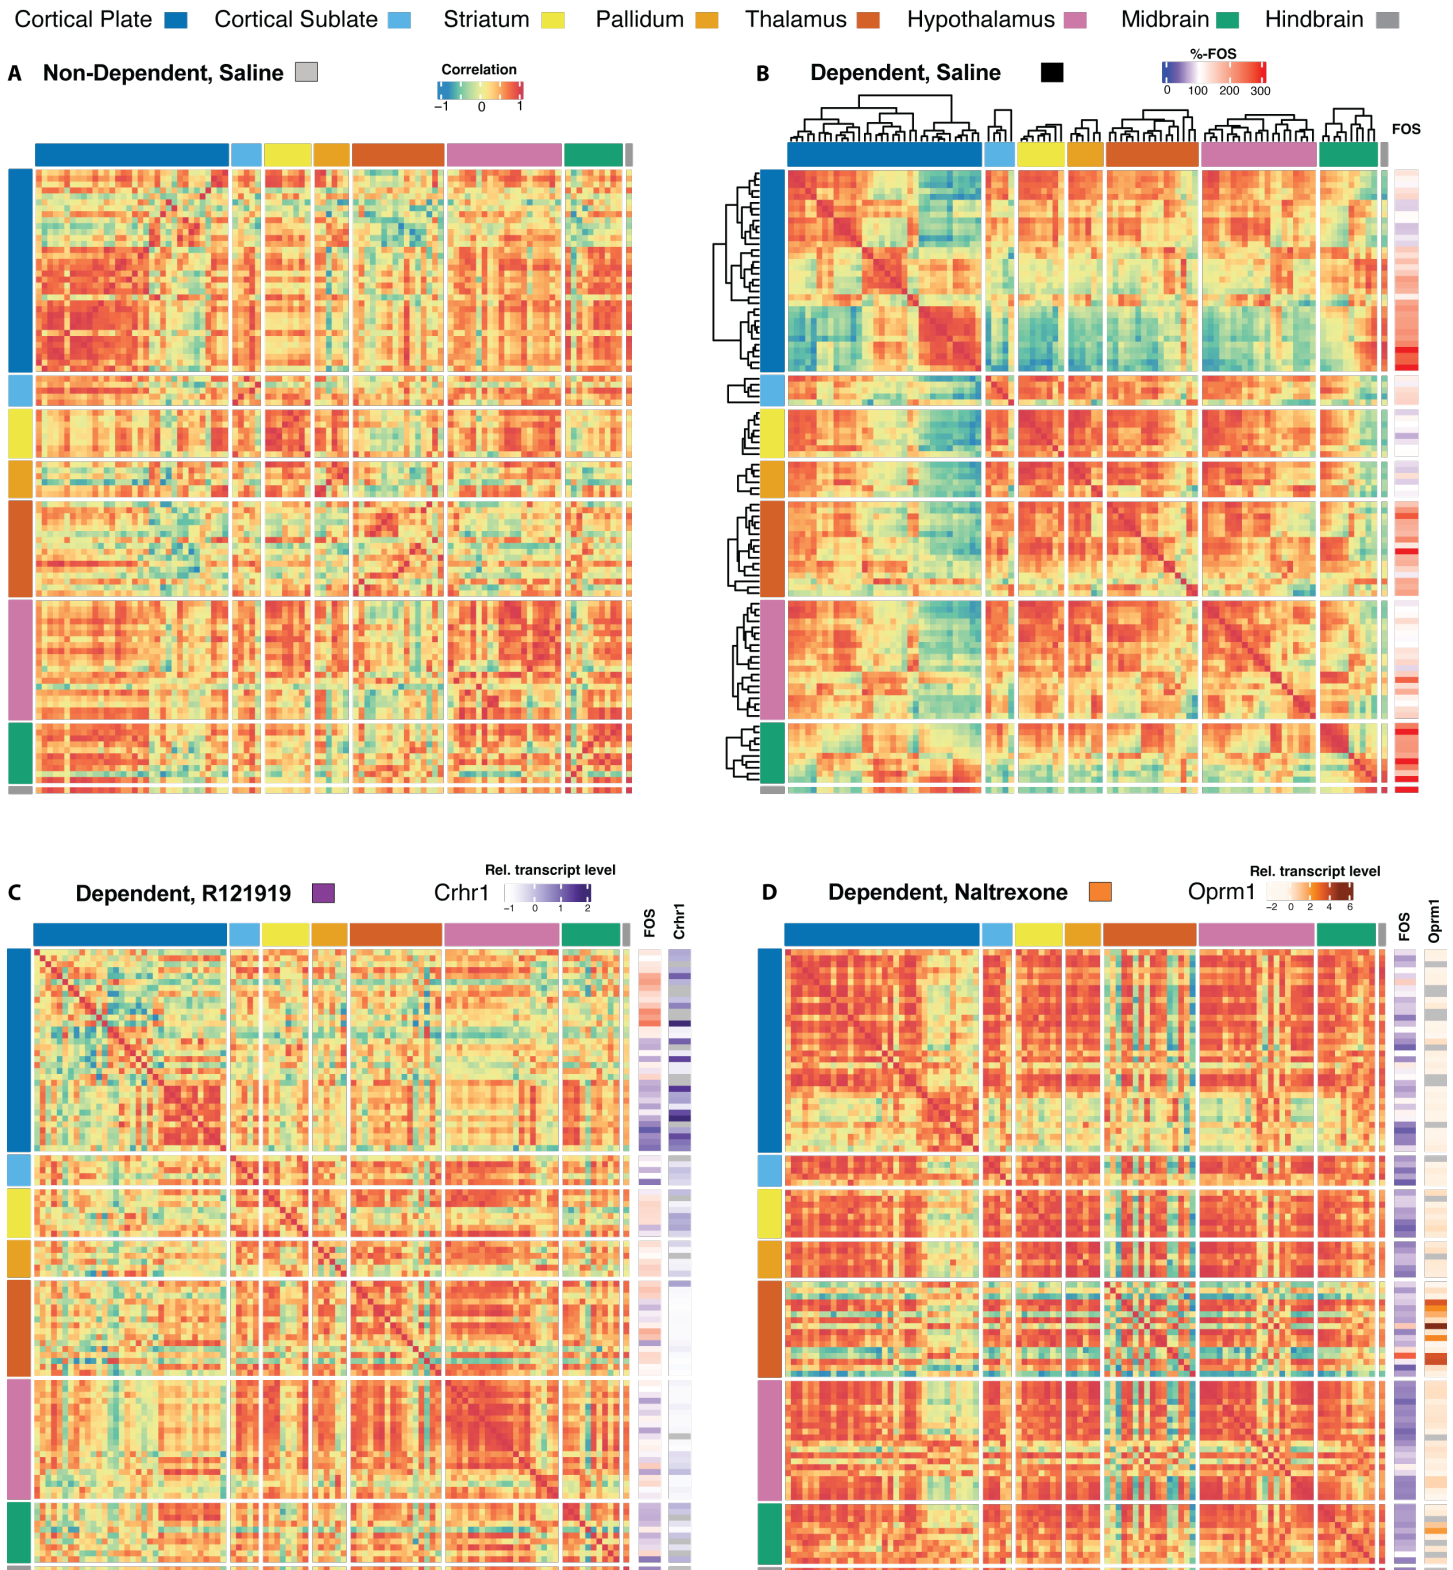 Cortical Plate Cortical Sublate Striatum Pallidum Thalamus Hypothalamus Midbrain Hindbrain
A Non-Dependent, Saline
Correlation
−1 0 1
B Dependent, Saline
%-FOS
0 100 200 300
FOS
C Dependent, R121919
Crhr1
Rel. transcript level
−1 0 1 2
FOS
Crhr1
D Dependent, Naltrexone
Oprm1
Rel. transcript level
−2 0 2 4 6
FOS
Oprm1